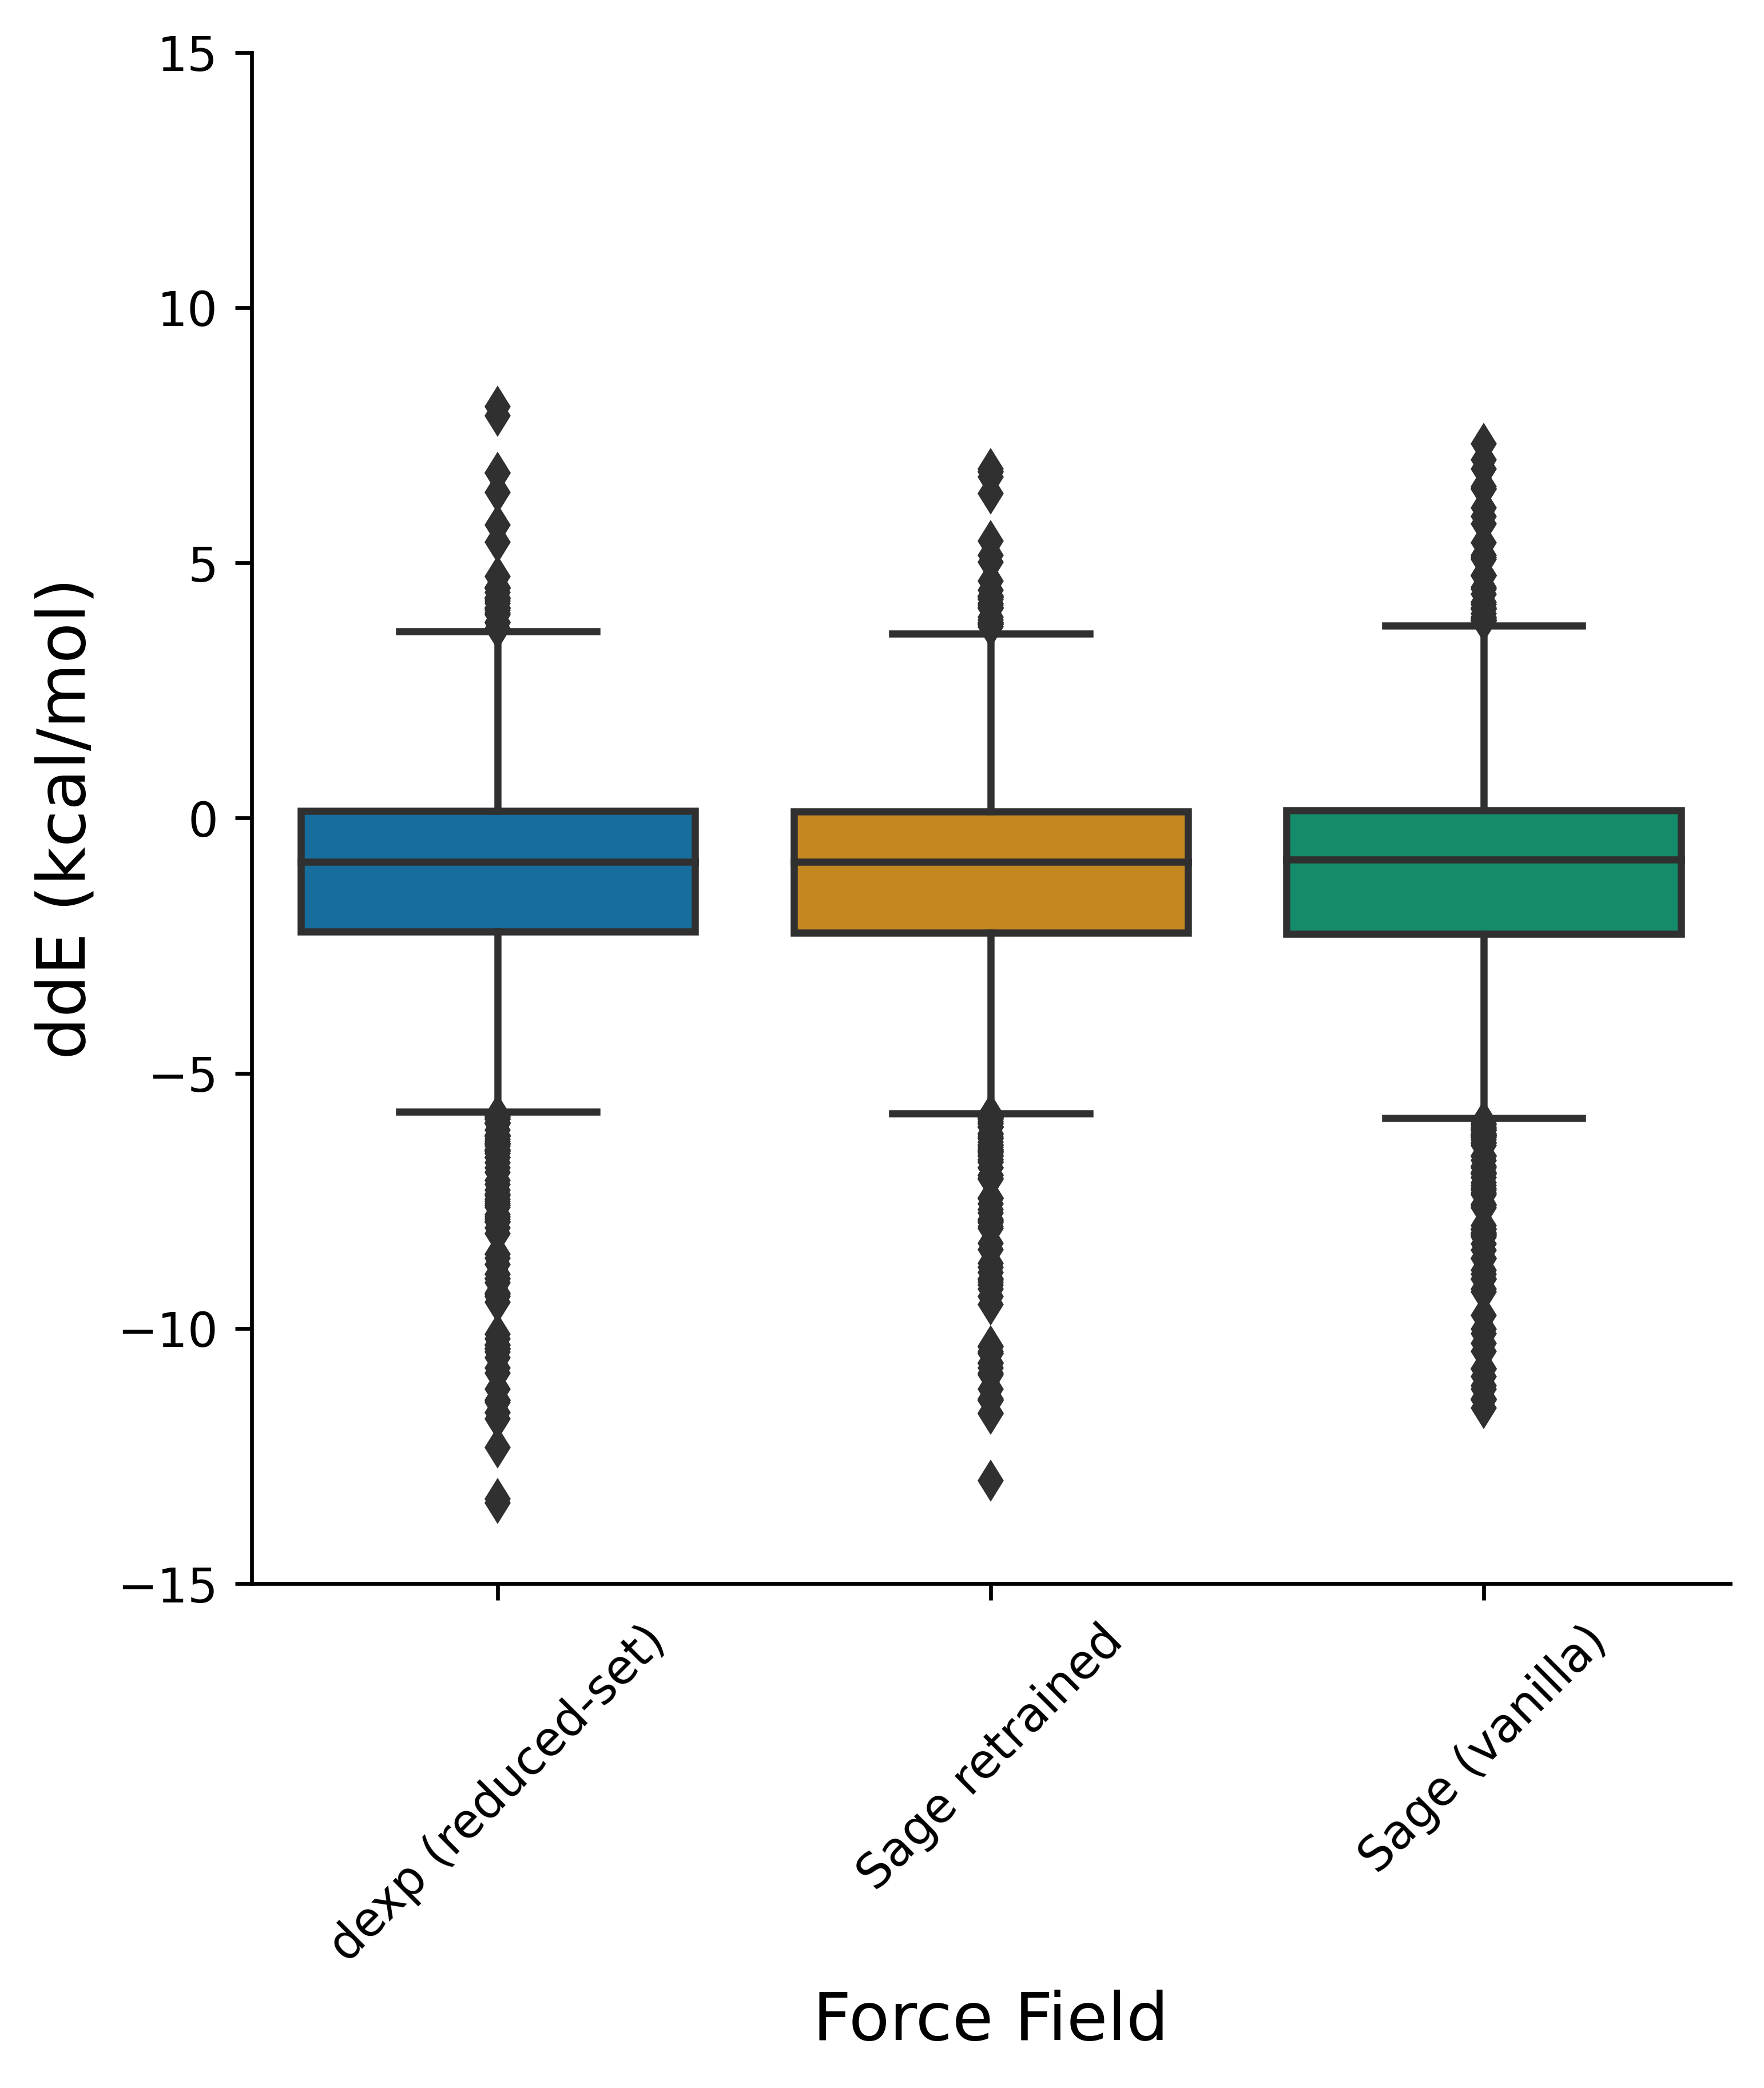 ddE (kcal/mol)
15
10
5
0
−5
−10
−15
dexp (reduced-set)
Sage retrained
Sage (vanilla)
Force Field